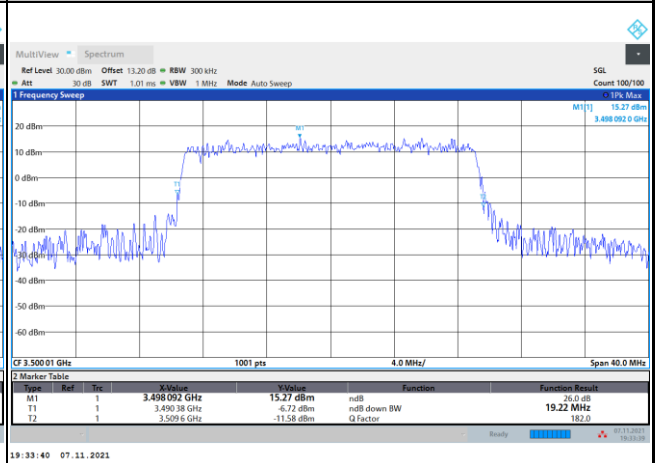 MultiView Spectrum
Ref Level 30.00 dBm Offset 13.20 dB RBW 300 kHz SGL
Att 30 dB SWT 1.01 ms VBW 1 MHz Mode Auto Sweep Count 100/100
1 Frequency Sweep 1Pk Max
M1[1] 15.27 dBm
3.498 092 0 GHz
20 dBm
M1
10 dBm
0 dBm
T1
-10 dBm
-20 dBm
-30 dBm
-40 dBm
-50 dBm
-60 dBm
CF 3.500 01 GHz 1001 pts 4.0 MHz/ Span 40.0 MHz
2 Marker Table
Type Ref Trc X-Value Y-Value Function Function Result
M1 1 3.498 092 GHz 15.27 dBm ndB 26.0 dB
T1 1 3.490 38 GHz -6.72 dBm ndB down BW 19.22 MHz
T2 1 3.509 6 GHz -11.58 dBm Q Factor 182.0
Ready 07.11.2021
19:33:39
19:33:40 07.11.2021